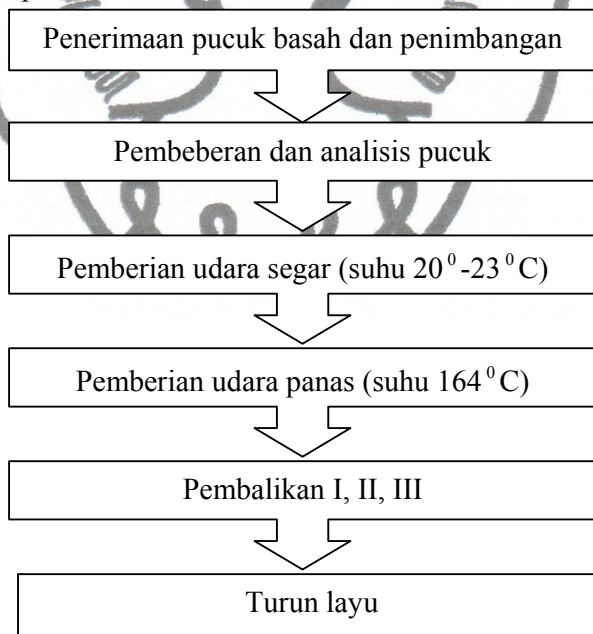 Penerimaan pucuk basah dan penimbangan
Pembeberan dan analisis pucuk
Pemberian udara segar (suhu 20⁰-23⁰C)
Pemberian udara panas (suhu 164⁰C)
Pembalikan I, II, III
Turun layu